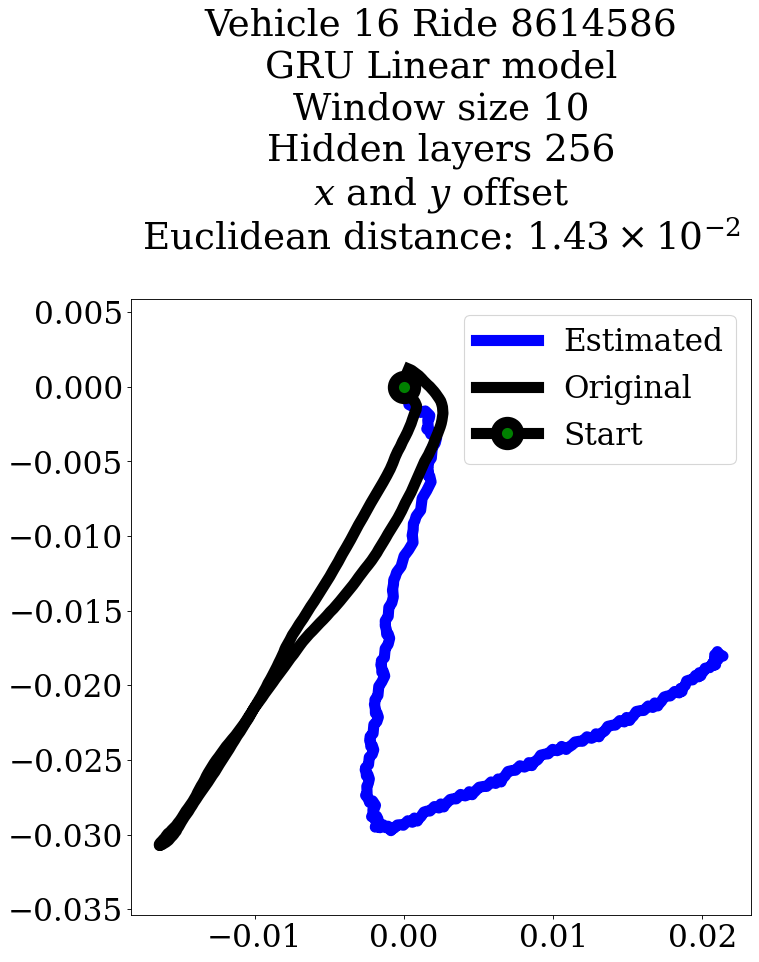 Vehicle 16 Ride 8614586
GRU Linear model
Window size 10
Hidden layers 256
x and y offset
Euclidean distance: 1.43 × 10⁻²
Estimated
Original
Start
0.005
0.000
−0.005
−0.010
−0.015
−0.020
−0.025
−0.030
−0.035
−0.01 0.00 0.01 0.02